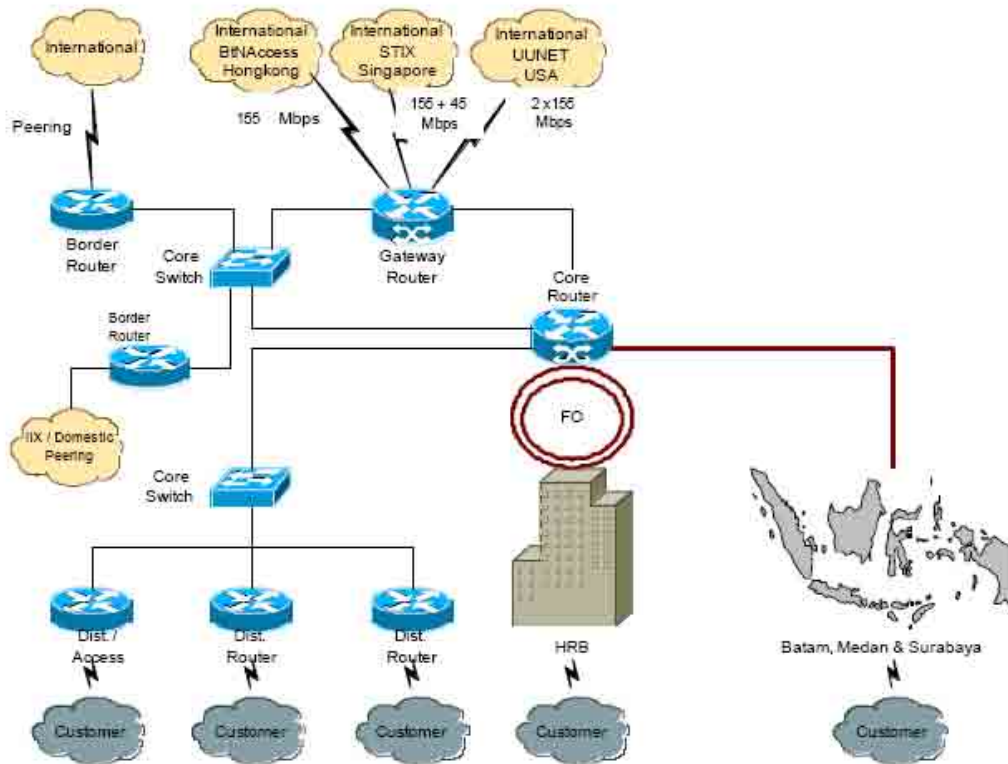 International
International
BtNAccess
Hongkong
International
STIX
Singapore
International
UUNET
USA
Peering
155 Mbps
155 + 45
Mbps
2 x155
Mbps
Border
Router
Core
Switch
Gateway
Router
Core
Router
Border
Router
IIX / Domestic
Peering
FO
Core
Switch
Dist. /
Access
Dist.
Router
Dist.
Router
HRB
Batam, Medan & Surabaya
Customer
Customer
Customer
Customer
Customer